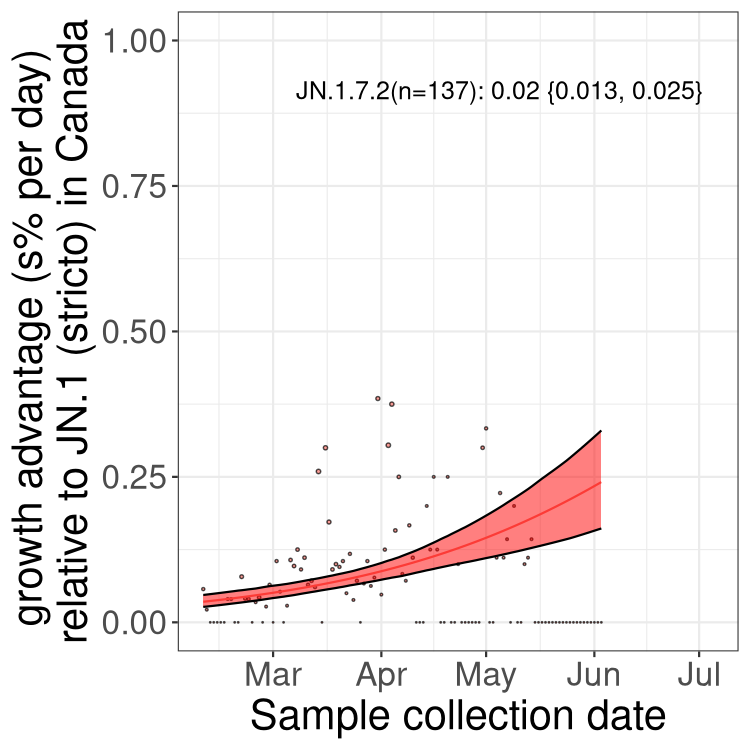 growth advantage (s% per day)
relative to JN.1 (stricto) in Canada
1.00
0.75
0.50
0.25
0.00
JN.1.7.2(n=137): 0.02 {0.013, 0.025}
Mar Apr May Jun Jul
Sample collection date